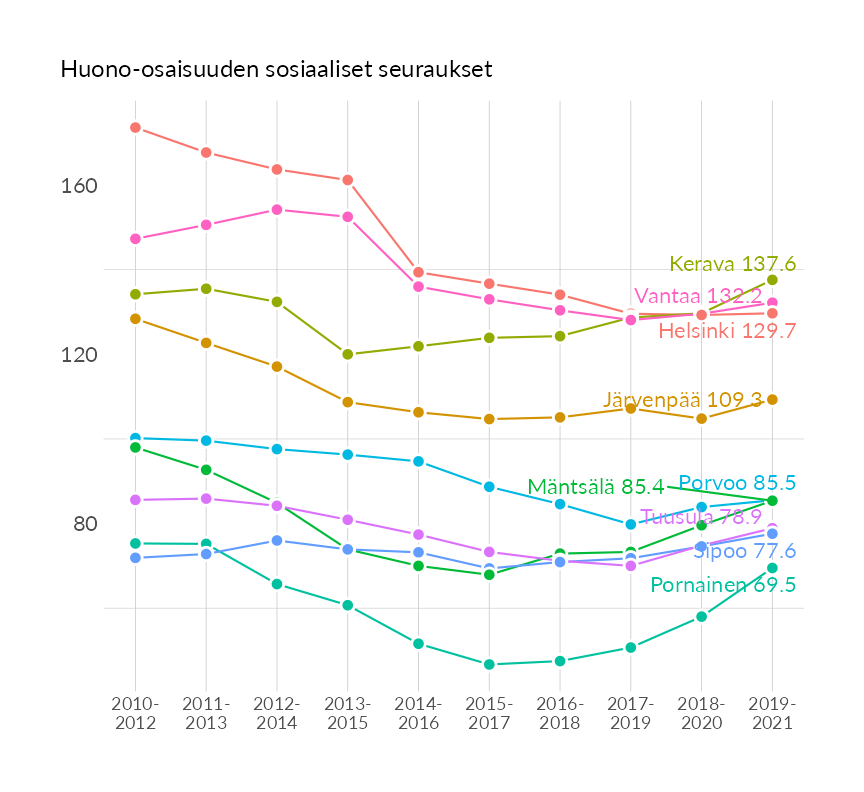 Huono-osaisuuden sosiaaliset seuraukset
160
120
80
Kerava 137.6
Vantaa 132.2
Helsinki 129.7
Järvenpää 109.3
Porvoo 85.5
Mäntsälä 85.4
Tuusula 78.9
Sipoo 77.6
Pornainen 69.5
2010-
2012
2011-
2013
2012-
2014
2013-
2015
2014-
2016
2015-
2017
2016-
2018
2017-
2019
2018-
2020
2019-
2021